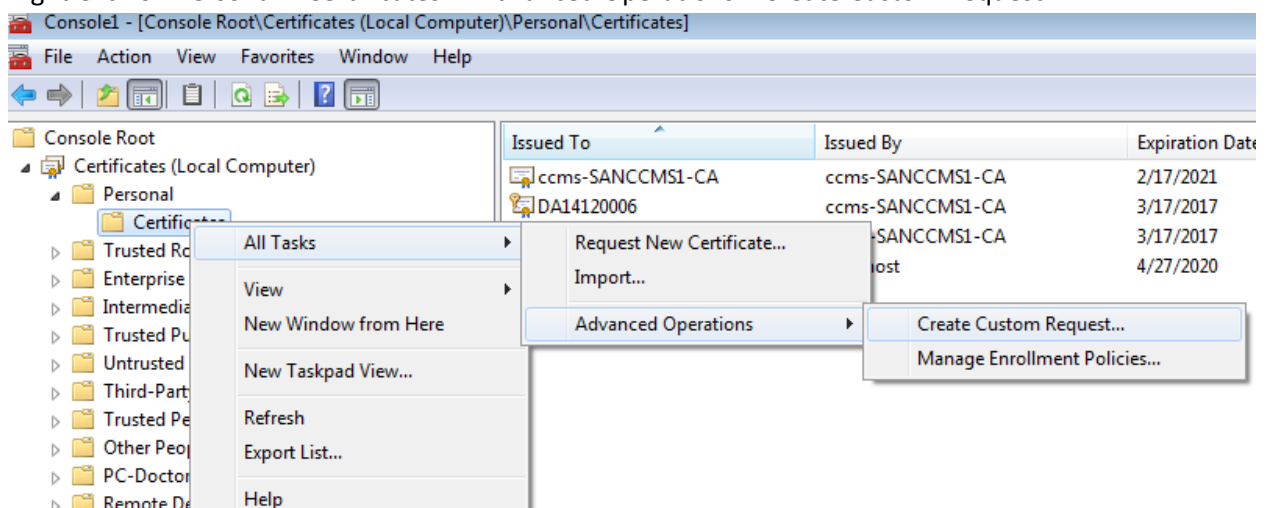 Console1 - [Console Root\Certificates (Local Computer)\Personal\Certificates]
File Action View Favorites Window Help
Console Root
Certificates (Local Computer)
Personal
Certificates
Trusted Ro
Enterprise
Intermedia
Trusted Pu
Untrusted
Third-Part
Trusted Pe
Other Peop
PC-Doctor
Remote De
All Tasks
View
New Window from Here
New Taskpad View...
Refresh
Export List...
Help
Request New Certificate...
Import...
Advanced Operations
Create Custom Request...
Manage Enrollment Policies...
Issued To Issued By Expiration Date
ccms-SANCCMS1-CA ccms-SANCCMS1-CA 2/17/2021
DA14120006 ccms-SANCCMS1-CA 3/17/2017
-SANCCMS1-CA 3/17/2017
host 4/27/2020